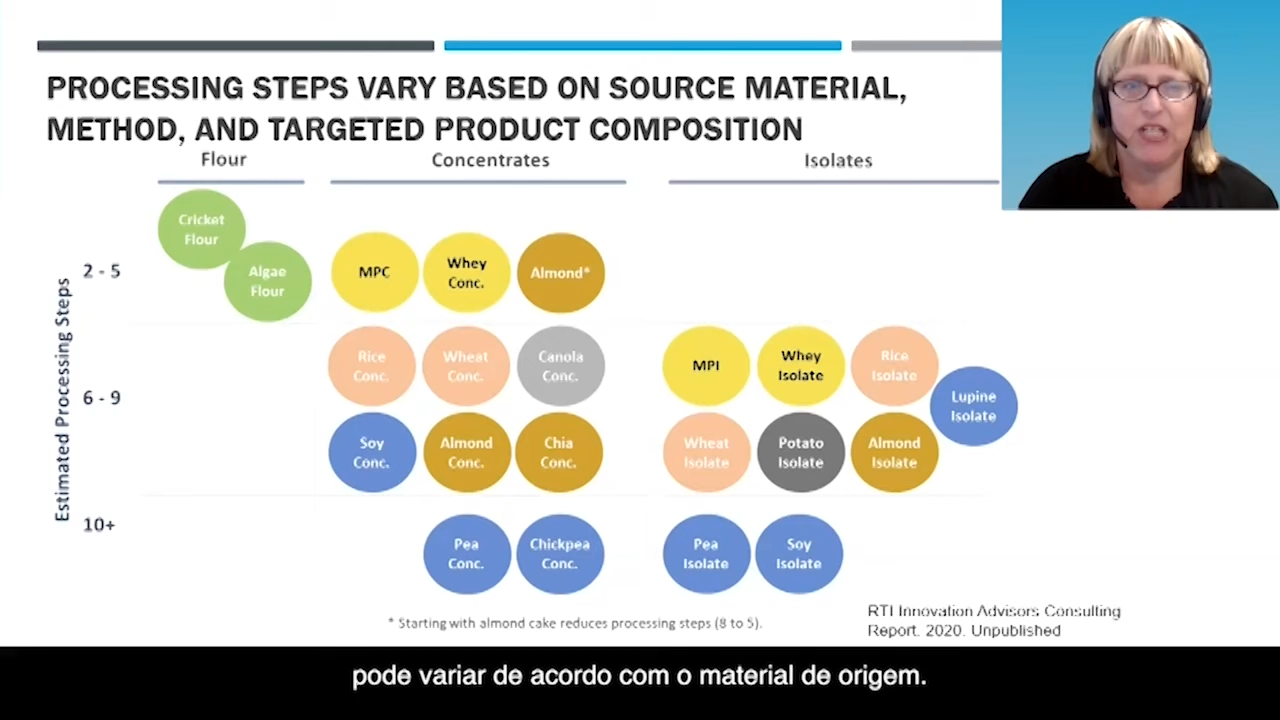 PROCESSING STEPS VARY BASED ON SOURCE MATERIAL,
METHOD, AND TARGETED PRODUCT COMPOSITION
Flour
Concentrates
Isolates
Estimated Processing Steps
2 - 5
Cricket
Flour
Algae
Flour
MPC
Whey
Conc.
Almond*
6 - 9
Rice
Conc.
Wheat
Conc.
Canola
Conc.
MPI
Whey
Isolate
Rice
Isolate
Lupine
Isolate
Soy
Conc.
Almond
Conc.
Chia
Conc.
Wheat
Isolate
Potato
Isolate
Almond
Isolate
10+
Pea
Conc.
Chickpea
Conc.
Pea
Isolate
Soy
Isolate
* Starting with almond cake reduces processing steps (8 to 5).
RTI Innovation Advisors Consulting
Report. 2020. Unpublished
pode variar de acordo com o material de origem.